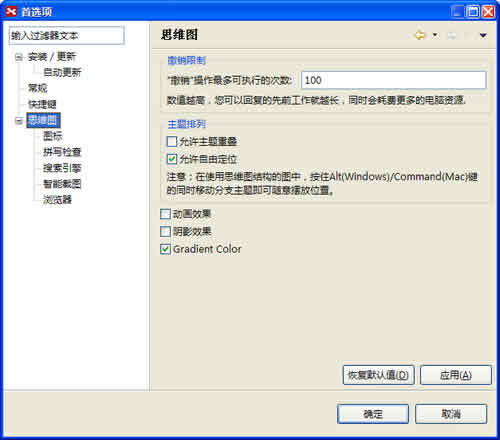 首选项
输入过滤器文本
思维图
安装 / 更新
自动更新
常规
快捷键
思维图
图标
拼写检查
搜索引擎
智能截图
浏览器
撤销限制
"撤销"操作最多可执行的次数:
100
数值越高，您可以回复的先前工作就越长，同时会耗费更多的电脑资源.
主题排列
允许主题重叠
允许自由定位
注意：在使用思维图结构的图中，按住Alt(Windows)/Command(Mac)键
的同时移动分支主题即可随意摆放位置。
动画效果
阴影效果
Gradient Color
恢复默认值(D)
应用(A)
确定
取消